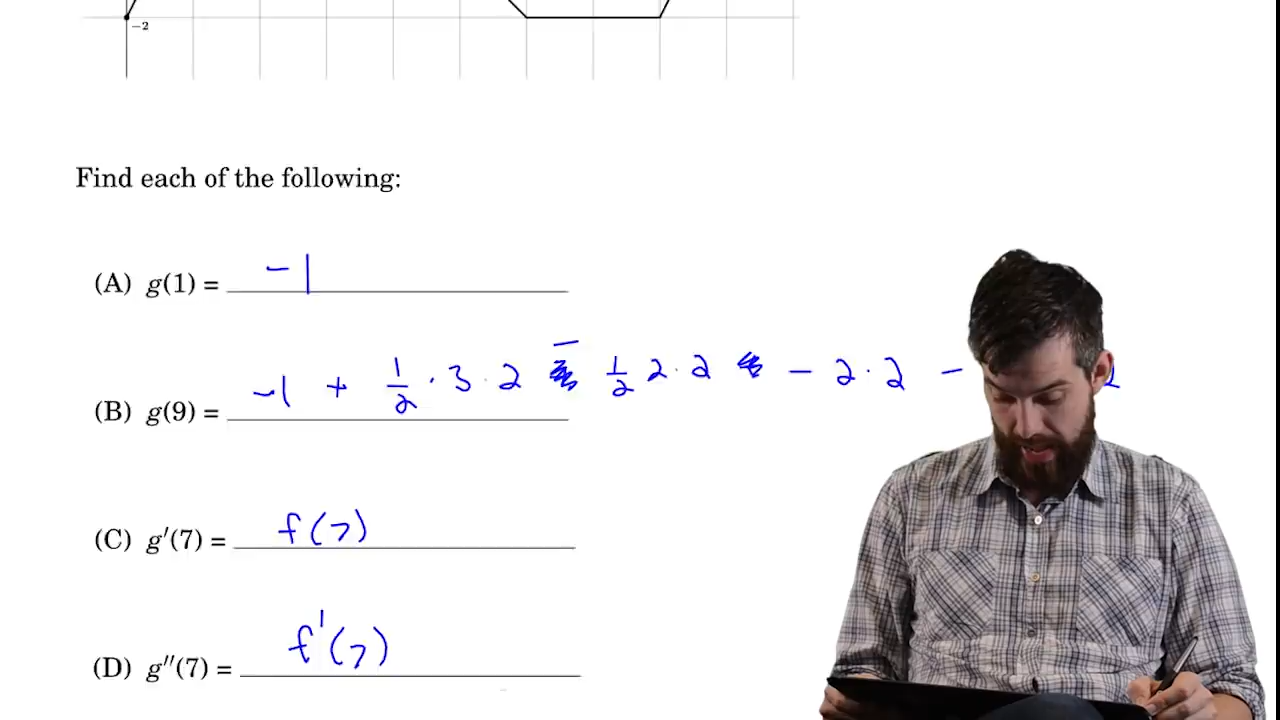 -2
Find each of the following:
(A) g(1) = -1
(B) g(9) = -1 + 1/2 · 3 · 2 - 1/2 2 · 2 - 2 · 2 - 2
(C) g′(7) = f(7)
(D) g″(7) = f'(7)